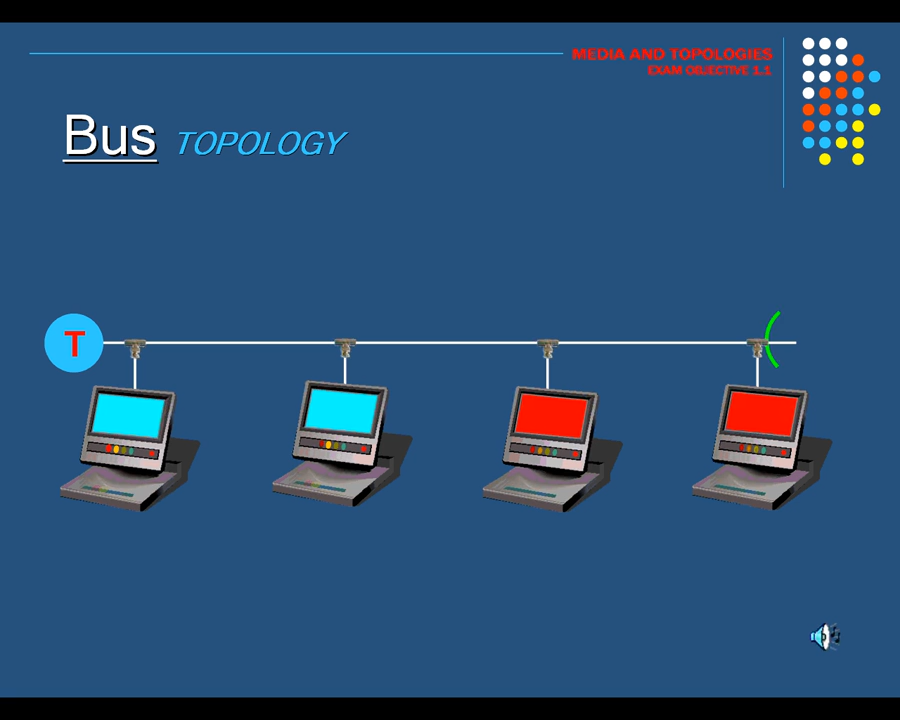 MEDIA AND TOPOLOGIES
EXAM OBJECTIVE 1.1
Bus TOPOLOGY
T